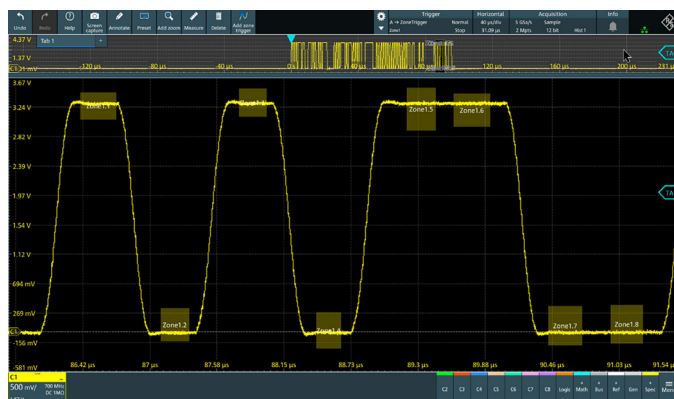 Undo Redo Help Screen capture Annotate Preset Add zoom Measure Delete Add zone trigger
Trigger Horizontal Acquisition Info
A → ZoneTrigger Normal 40 µs/div 5 GSa/s Sample
Zone1 Stop 31.09 µs 2 Mpts 12 bit Hist1
Tab 1
4.37 V
1.37 V
TA
-120 µs -80 µs -40 µs 40 µs 80 µs 160 µs 200 µs 231 µ
3.67 V
3.24 V
2.82 V
2.39 V
1.97 V
1.54 V
1.12 V
694 mV
269 mV
C1
-156 mV
-581 mV
Zone1.1
Zone1.5
Zone1.6
Zone1.2
Zone1.7
Zone1.8
TA
86.42 µs 87 µs 87.58 µs 88.15 µs 88.73 µs 89.3 µs 89.88 µs 90.46 µs 91.03 µs 91.54 µs
C1
500 mV/ 700 MHz
DC 1MΩ
C2 C3 C4 C5 C6 C7 C8 Logic Math Bus Ref Gen Spec Menu